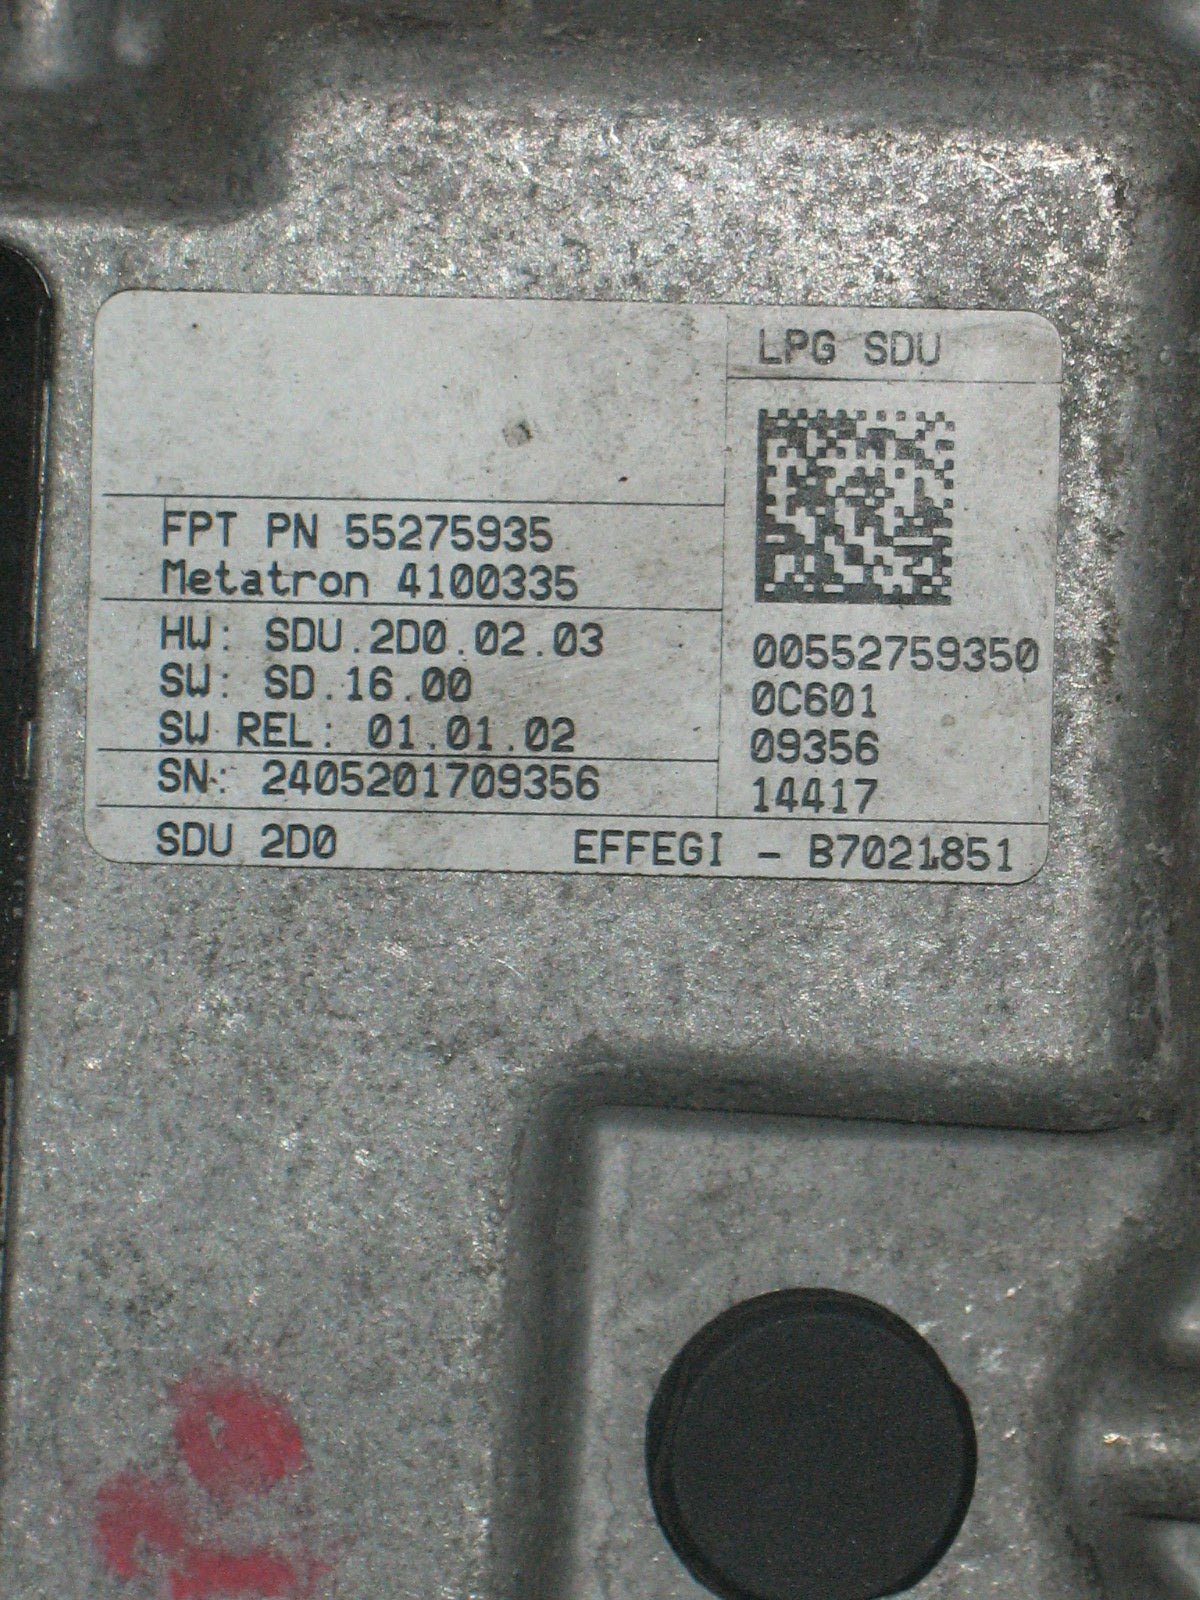 LPG SDU
FPT PN 55275935
Metatron 4100335
HW: SDU.2D0.02.03
SW: SD.16.00
SW REL: 01.01.02
SN: 2405201709356
00552759350
0C601
09356
14417
SDU 2D0 EFFEGI - B7021851